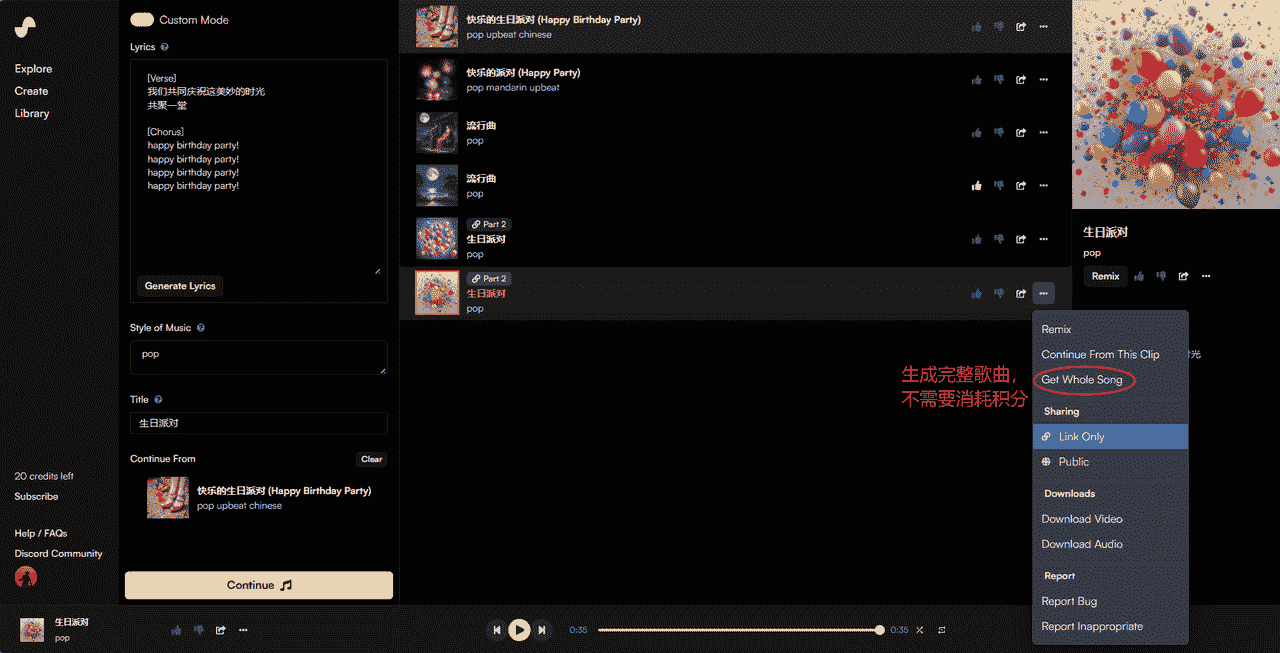 Explore
Create
Library
20 credits left
Subscribe
Help / FAQs
Discord Community
Custom Mode
Lyrics
[Verse]
我们共同庆祝这美妙的时光
共聚一堂
[Chorus]
happy birthday party!
happy birthday party!
happy birthday party!
happy birthday party!
Generate Lyrics
Style of Music
pop
Title
生日派对
Continue From
Clear
快乐的生日派对 (Happy Birthday Party)
pop upbeat chinese
Continue
快乐的生日派对 (Happy Birthday Party)
pop upbeat chinese
快乐的派对 (Happy Party)
pop mandarin upbeat
流行曲
pop
流行曲
pop
Part 2
生日派对
pop
Part 2
生日派对
pop
生成完整歌曲，
不需要消耗积分
生日派对
pop
Remix
时光
Remix
Continue From This Clip
Get Whole Song
Sharing
Link Only
Public
Downloads
Download Video
Download Audio
Report
Report Bug
Report Inappropriate
生日派对
pop
0:35
0:35